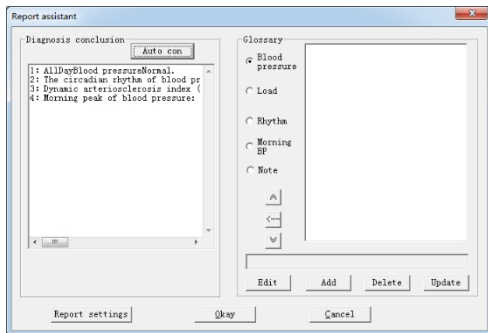 Report assistant
Diagnosis conclusion
Auto con
1: AllDayBlood pressureNormal.
2: The circadian rhythm of blood pr
3: Dynamic arteriosclerosis index (
4: Morning peak of blood pressure:
Glossary
Blood
pressure
Load
Rhythm
Morning
BP
Note
<--
Edit Add Delete Update
Report settings Okay Cancel